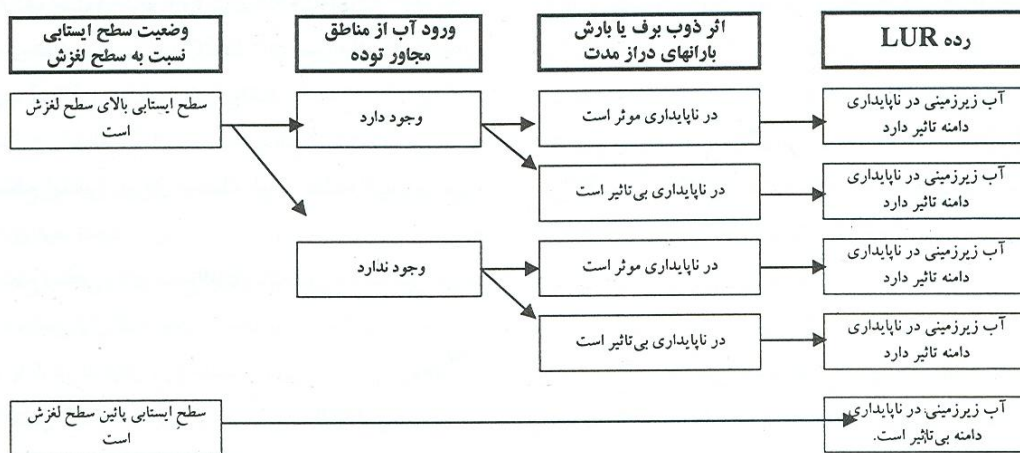 وضعیت سطح ایستابی
نسبت به سطح لغزش
ورود آب از مناطق
مجاور توده
اثر ذوب برف یا بارش
بارانهای دراز مدت
رده LUR
سطح ایستابی بالای سطح لغزش
است
وجود دارد
در ناپایداری موثر است
آب زیرزمینی در ناپایداری
دامنه تاثیر دارد
در ناپایداری بی‌تاثیر است
آب زیرزمینی در ناپایداری
دامنه تاثیر دارد
وجود ندارد
در ناپایداری موثر است
آب زیرزمینی در ناپایداری
دامنه تاثیر دارد
در ناپایداری بی‌تاثیر است
آب زیرزمینی در ناپایداری
دامنه تاثیر دارد
سطح ایستابی پائین سطح لغزش
است
آب زیرزمینی در ناپایداری
دامنه بی‌تاثیر است.